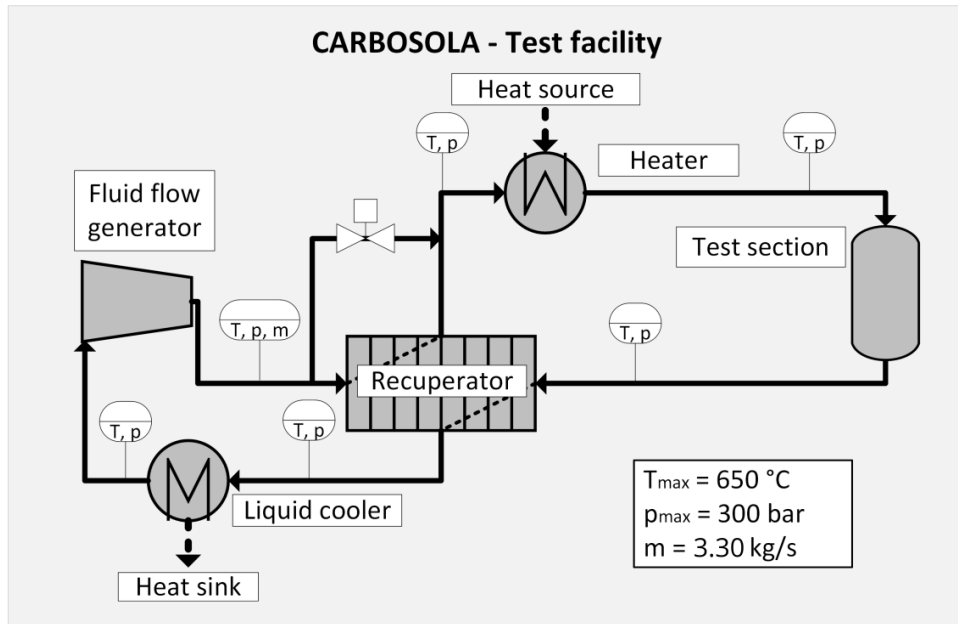 CARBOSOLA - Test facility
Heat source
T, p
Heater
T, p
Fluid flow
generator
Test section
T, p, m
T, p
Recuperator
T, p
T, p
Liquid cooler
Heat sink
Tmax = 650 °C
pmax = 300 bar
m = 3.30 kg/s